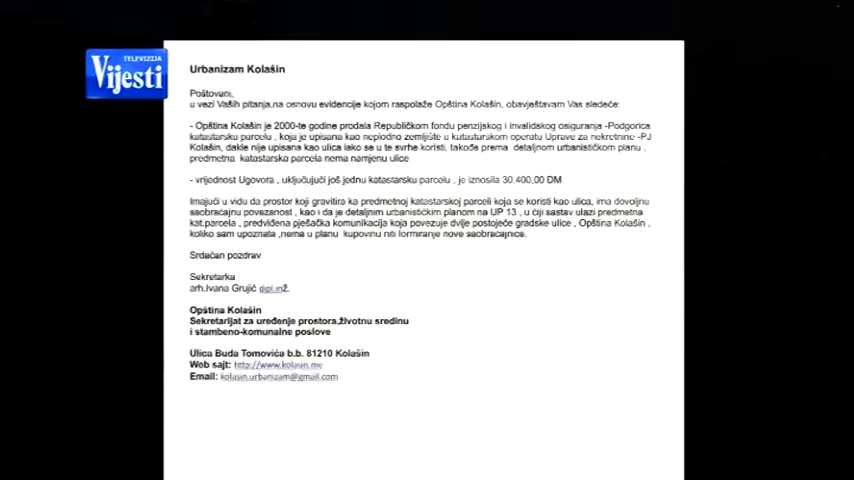 TELEVIZIJA
Vijesti
Urbanizam Kolašin
Poštovani,
u vezi Vaših pitanja,na osnovu evidencije kojom raspolaže Opština Kolašin, obavještavam Vas sledeće:
- Opština Kolašin je 2000-te godine prodala Republičkom fondu penzijskog i invalidskog osiguranja -Podgorica
katastarsku parcelu , koja je upisana kao neplodno zemljište u katastarskom operatu Uprave za nekretnine -PJ
Kolašin, dakle nije upisana kao ulica iako se u te svrhe koristi, takođe prema detaljnom urbanističkom planu ,
predmetna katastarska parcela nema namjenu ulice
- vrijednost Ugovora , uključujući još jednu katastarsku parcelu , je iznosila 30.400,00 DM
Imajući u vidu da prostor koji gravitira ka predmetnoj katastarskoj parceli koja se koristi kao ulica, ima dovoljnu
saobraćajnu povezanost , kao i da je detaljnim urbanističkim planom na UP 13 , u čiji sastav ulazi predmetna
kat.parcela , predviđena pješačka komunikacija koja povezuje dvije postojeće gradske ulice , Opština Kolašin ,
koliko sam upoznata ,nema u planu kupovinu niti formiranje nove saobraćajnice.
Srdačan pozdrav
Sekretarka
arh.Ivana Grujić dipl.inž.
Opština Kolašin
Sekretarijat za uređenje prostora,životnu sredinu
i stambeno-komunalne poslove
Ulica Buda Tomovića b.b. 81210 Kolašin
Web sajt: http://www.kolasin.me
Email: kolasin.urbanizam@gmail.com